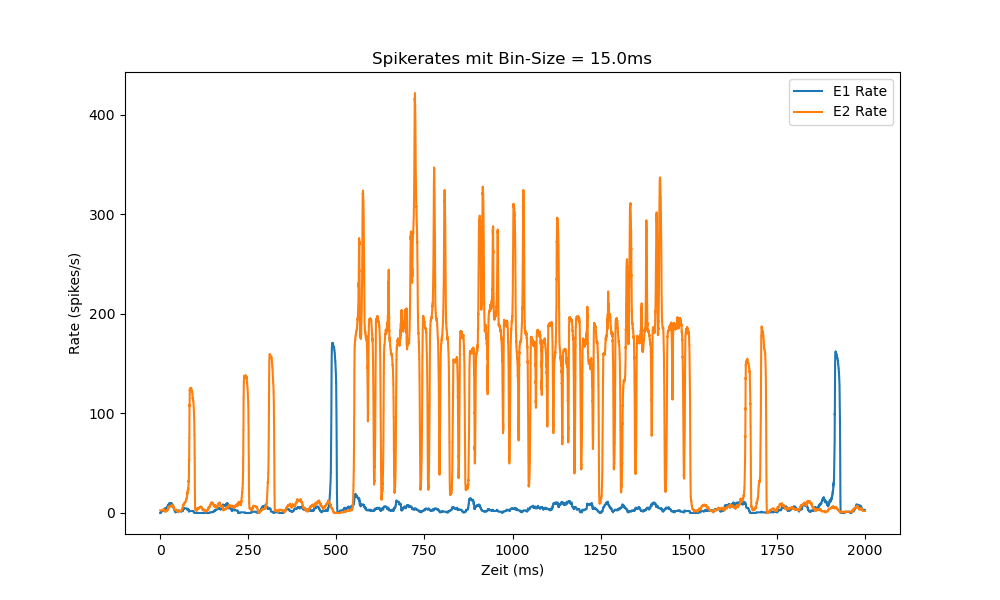 Spikerates mit Bin-Size = 15.0ms
E1 Rate
E2 Rate
400
300
200
100
0
Rate (spikes/s)
0 250 500 750 1000 1250 1500 1750 2000
Zeit (ms)